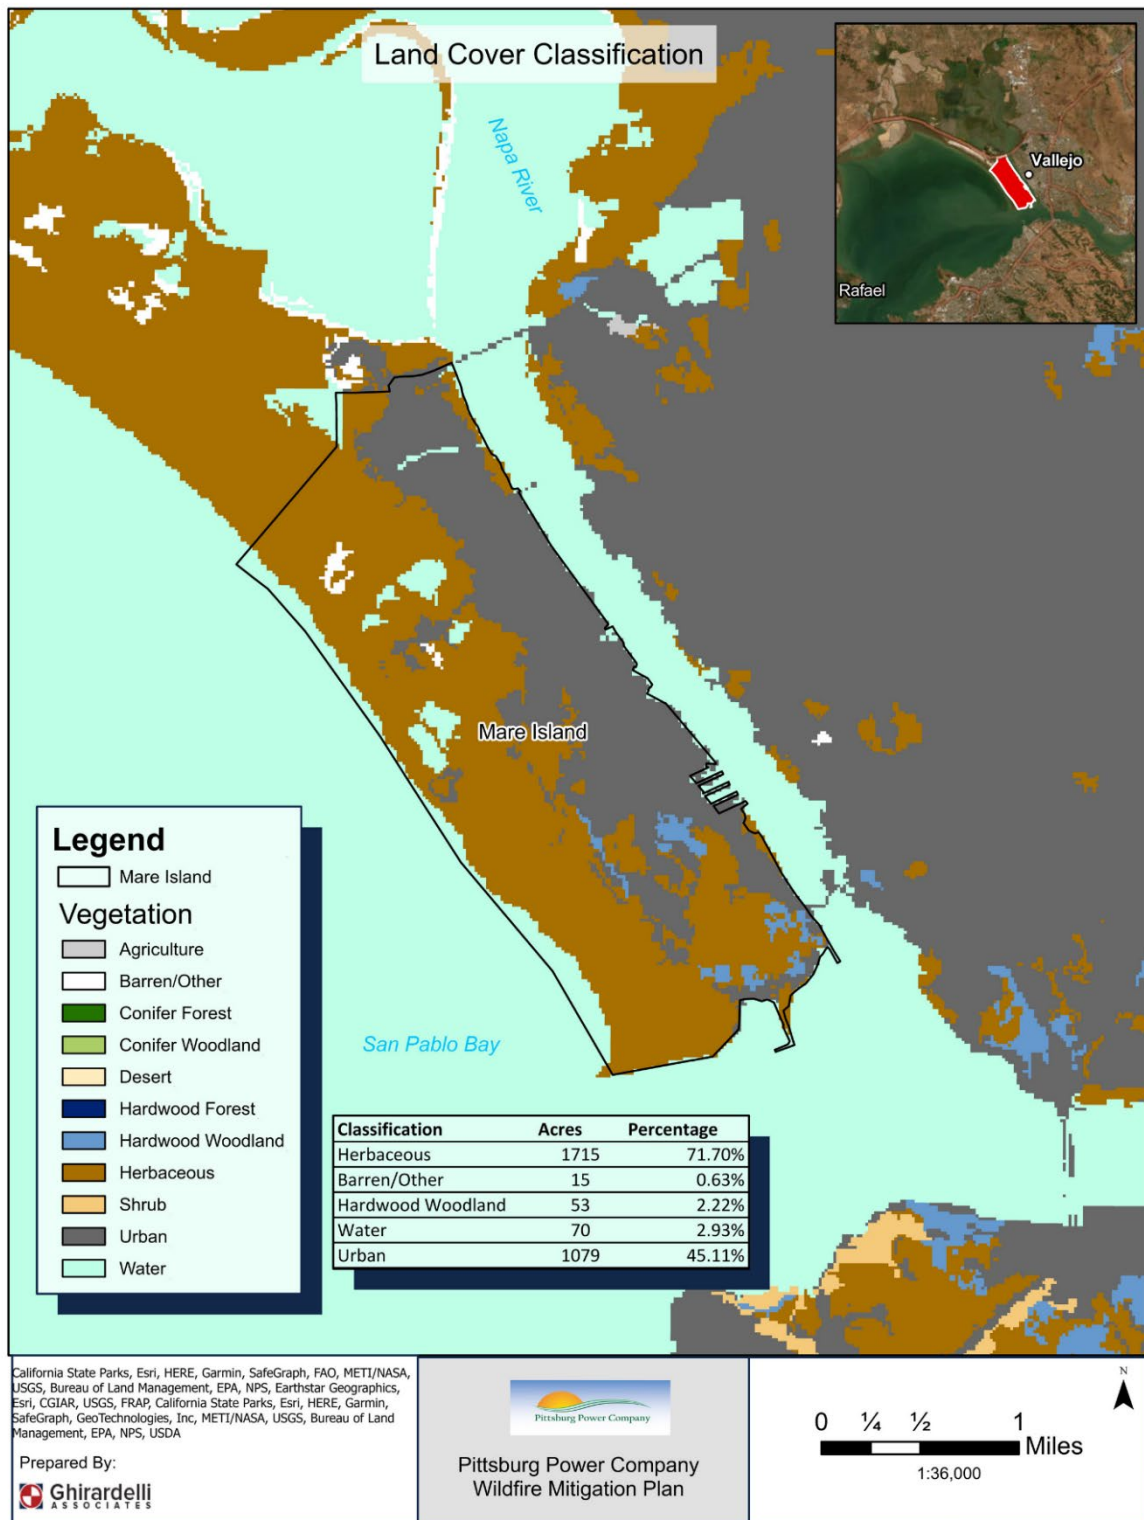 Land Cover Classification
Napa River
Vallejo
Rafael
Mare Island
San Pablo Bay
Legend
Mare Island
Vegetation
Agriculture
Barren/Other
Conifer Forest
Conifer Woodland
Desert
Hardwood Forest
Hardwood Woodland
Herbaceous
Shrub
Urban
Water
Classification Acres Percentage
Herbaceous 1715 71.70%
Barren/Other 15 0.63%
Hardwood Woodland 53 2.22%
Water 70 2.93%
Urban 1079 45.11%
California State Parks, Esri, HERE, Garmin, SafeGraph, FAO, METI/NASA,
USGS, Bureau of Land Management, EPA, NPS, Earthstar Geographics,
Esri, CGIAR, USGS, FRAP, California State Parks, Esri, HERE, Garmin,
SafeGraph, GeoTechnologies, Inc, METI/NASA, USGS, Bureau of Land
Management, EPA, NPS, USDA
Prepared By:
Ghirardelli
ASSOCIATES
Pittsburg Power Company
Pittsburg Power Company
Wildfire Mitigation Plan
N
0 ¼ ½ 1
Miles
1:36,000